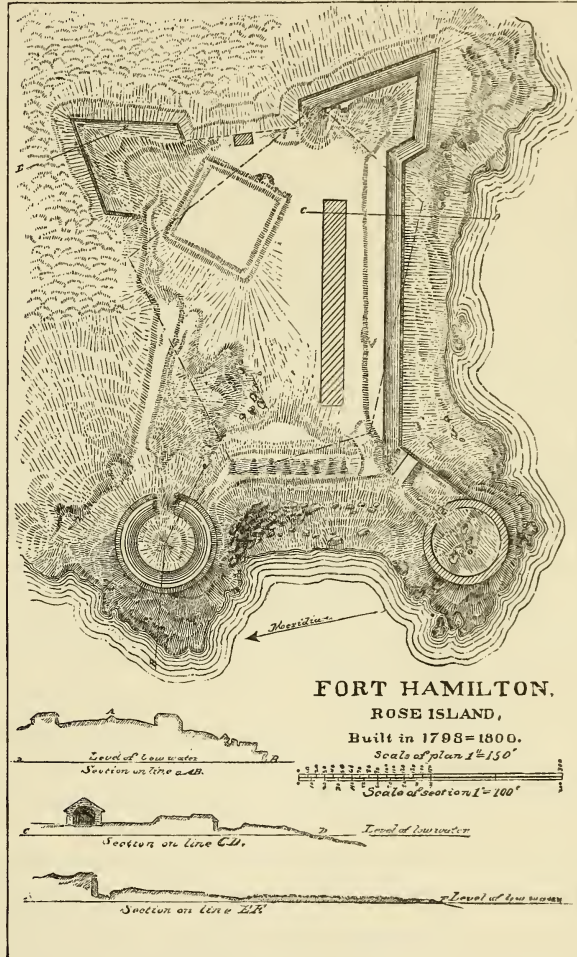 C
Meridian
FORT HAMILTON,
ROSE ISLAND,
Built in 1798=1800.
Scale of plan 1"=150'
Scale of section 1"=100'
A
B
Level of low water
Section on line AB.
C
D
Level of low water
Section on line CD.
Level of low water
Section on line EF.